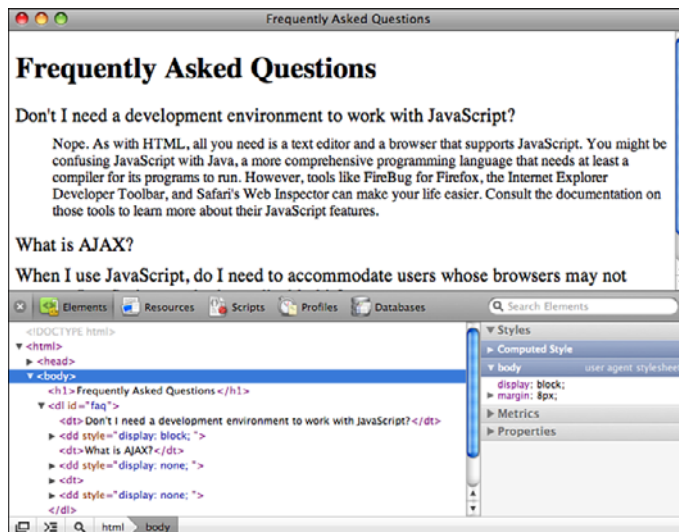 Frequently Asked Questions
Frequently Asked Questions
Don't I need a development environment to work with JavaScript?
Nope. As with HTML, all you need is a text editor and a browser that supports JavaScript. You might be
confusing JavaScript with Java, a more comprehensive programming language that needs at least a
compiler for its programs to run. However, tools like FireBug for Firefox, the Internet Explorer
Developer Toolbar, and Safari's Web Inspector can make your life easier. Consult the documentation on
those tools to learn more about their JavaScript features.
What is AJAX?
When I use JavaScript, do I need to accommodate users whose browsers may not
Elements Resources Scripts Profiles Databases Search Elements
<!DOCTYPE html>
<html>
<head>
<body>
<h1>Frequently Asked Questions</h1>
<dl id="faq">
<dt>Don't I need a development environment to work with JavaScript?</dt>
<dd style="display: block; ">
<dt>What is AJAX?</dt>
<dd style="display: none; ">
<dt>
<dd style="display: none; ">
</dl>
Styles
Computed Style
body user agent stylesheet
display: block;
margin: 8px;
Metrics
Properties
html body